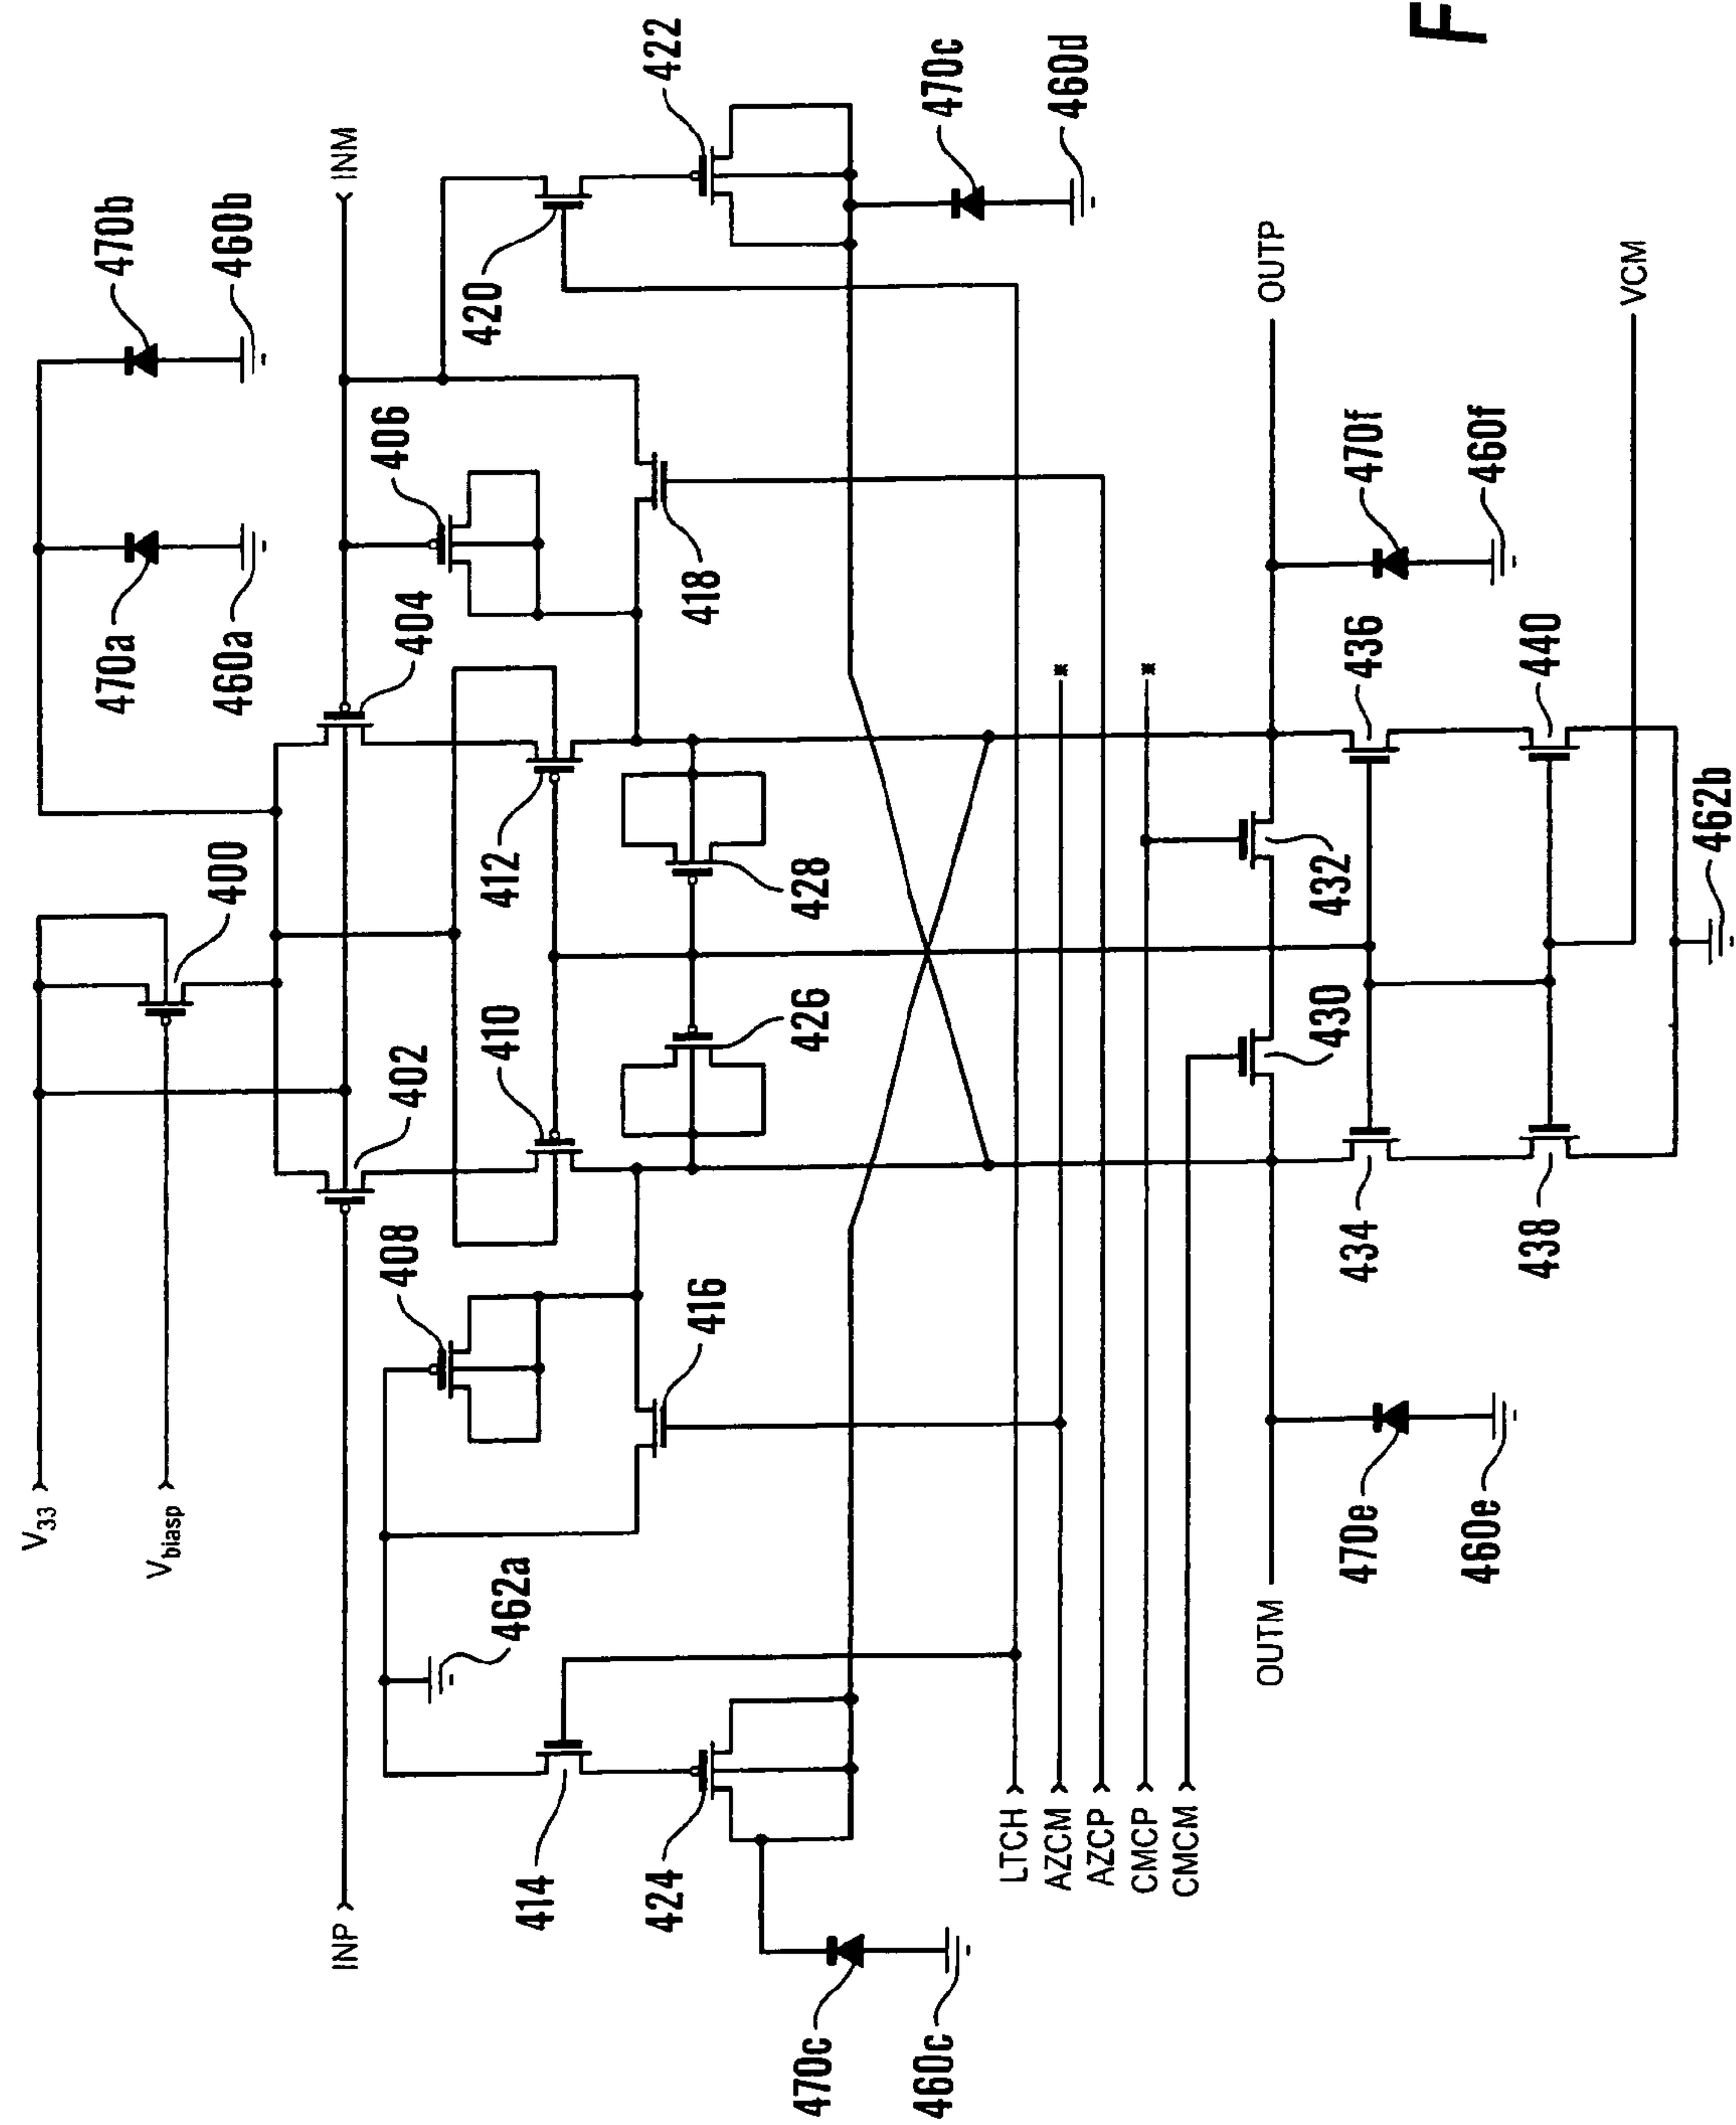 V33
Vbiasp
400
470a
460a
470b
460b
INP
402
404
INM
408
406
462a
410
412
420
422
414
416
418
424
426
428
470c
460d
470c
460c
LTCH
AZCM
AZCP
CMCP
CMCM
*
*
430
432
OUTM
OUTP
470e
460e
470f
460f
434
436
438
440
VCM
462b
F